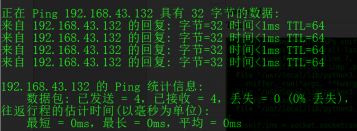 正在 Ping 192.168.43.132 具有 32 字节的数据:
来自 192.168.43.132 的回复: 字节=32 时间<1ms TTL=64
来自 192.168.43.132 的回复: 字节=32 时间<1ms TTL=64
来自 192.168.43.132 的回复: 字节=32 时间<1ms TTL=64
来自 192.168.43.132 的回复: 字节=32 时间<1ms TTL=64
192.168.43.132 的 Ping 统计信息:
数据包: 已发送 = 4，已接收 = 4，丢失 = 0 (0% 丢失)，
往返行程的估计时间(以毫秒为单位):
最短 = 0ms，最长 = 0ms，平均 = 0ms